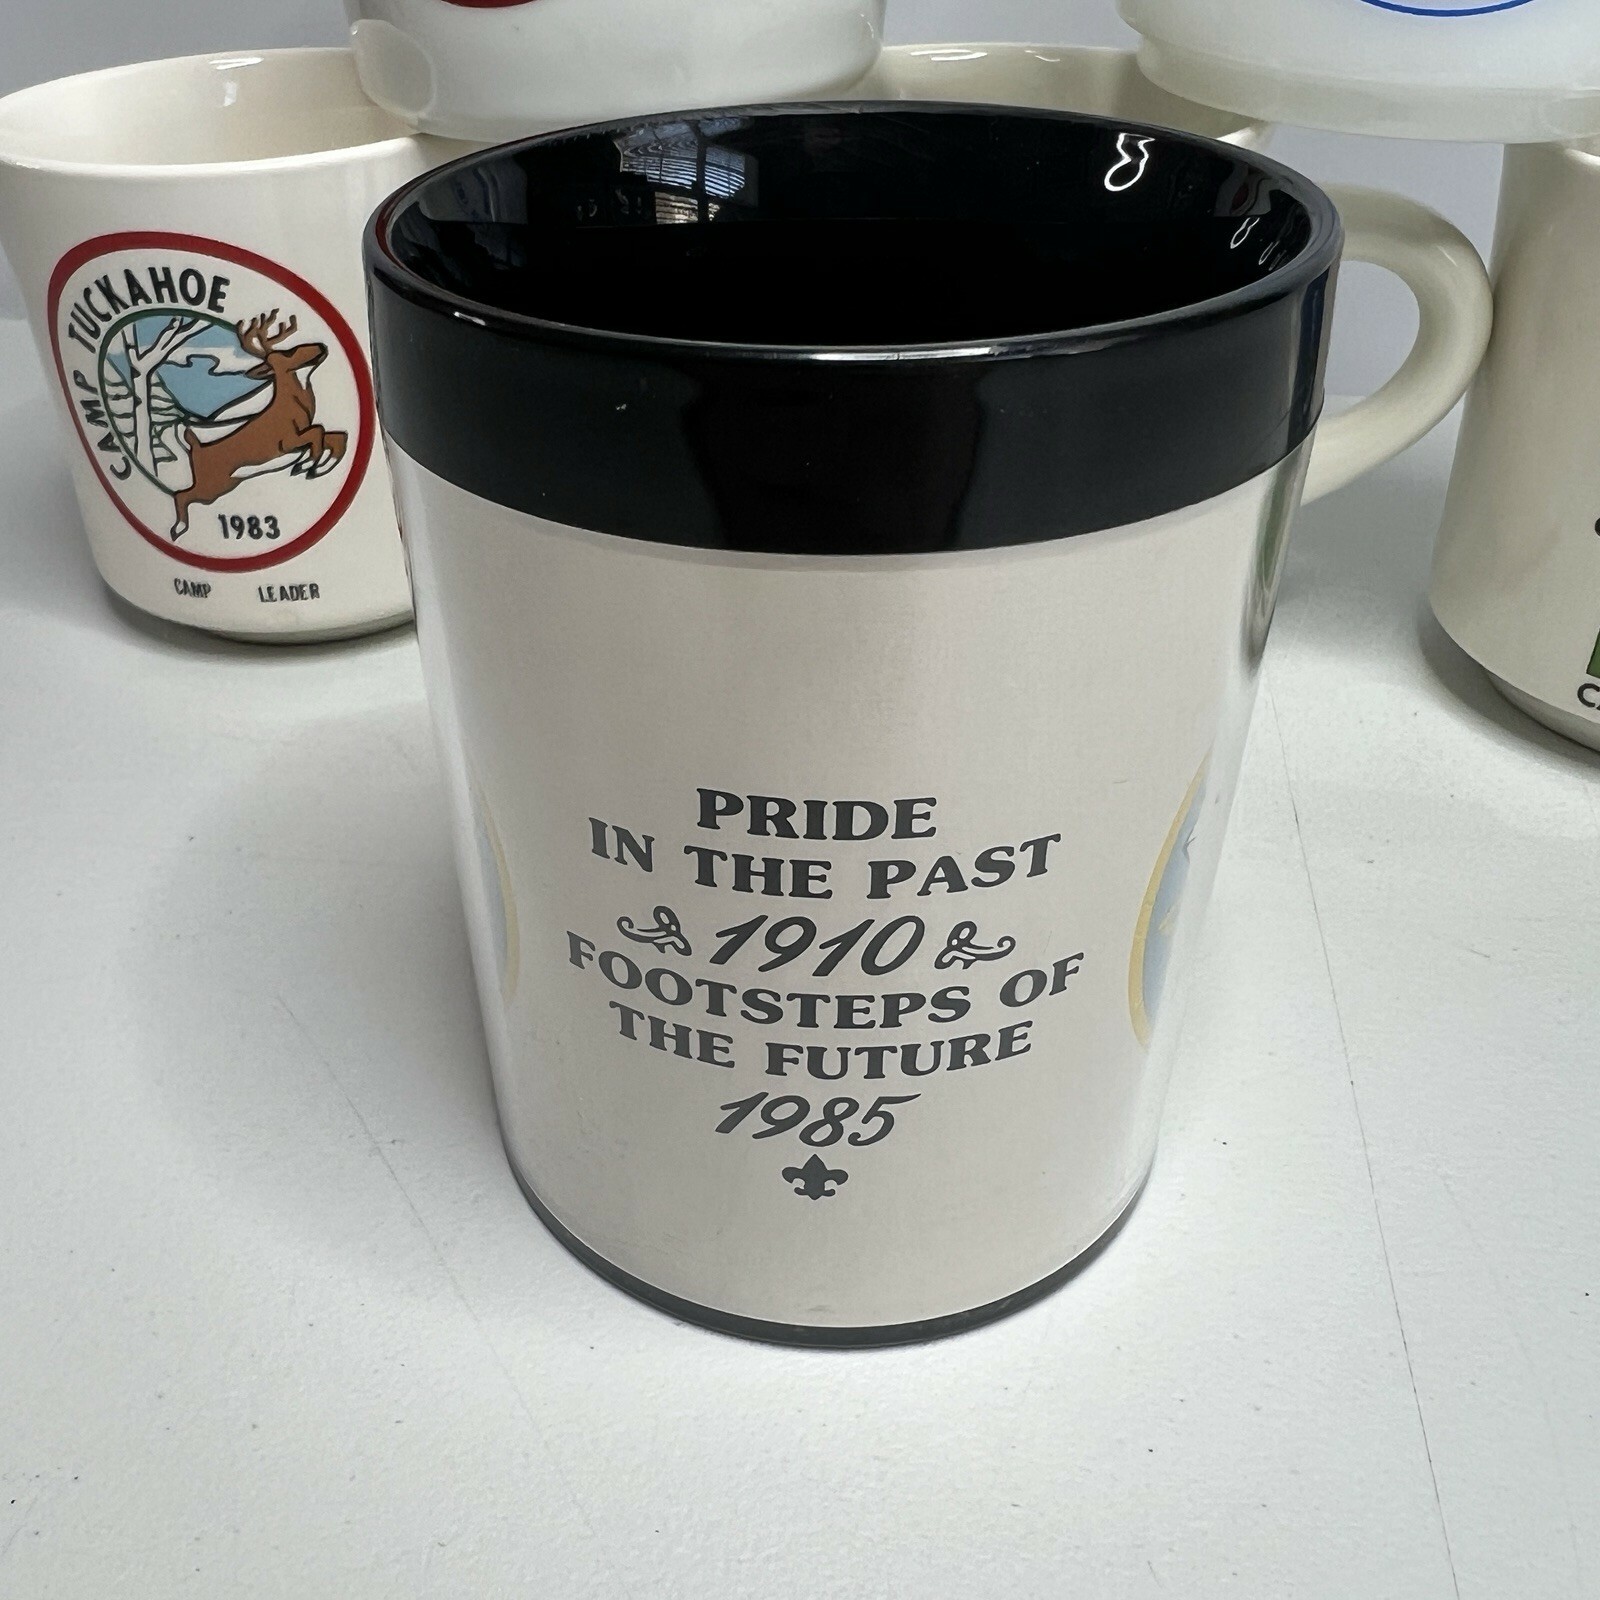 CAMP TUCKAHOE
1983
CAMP LEADER
PRIDE
IN THE PAST
1910
FOOTSTEPS OF
THE FUTURE
1985